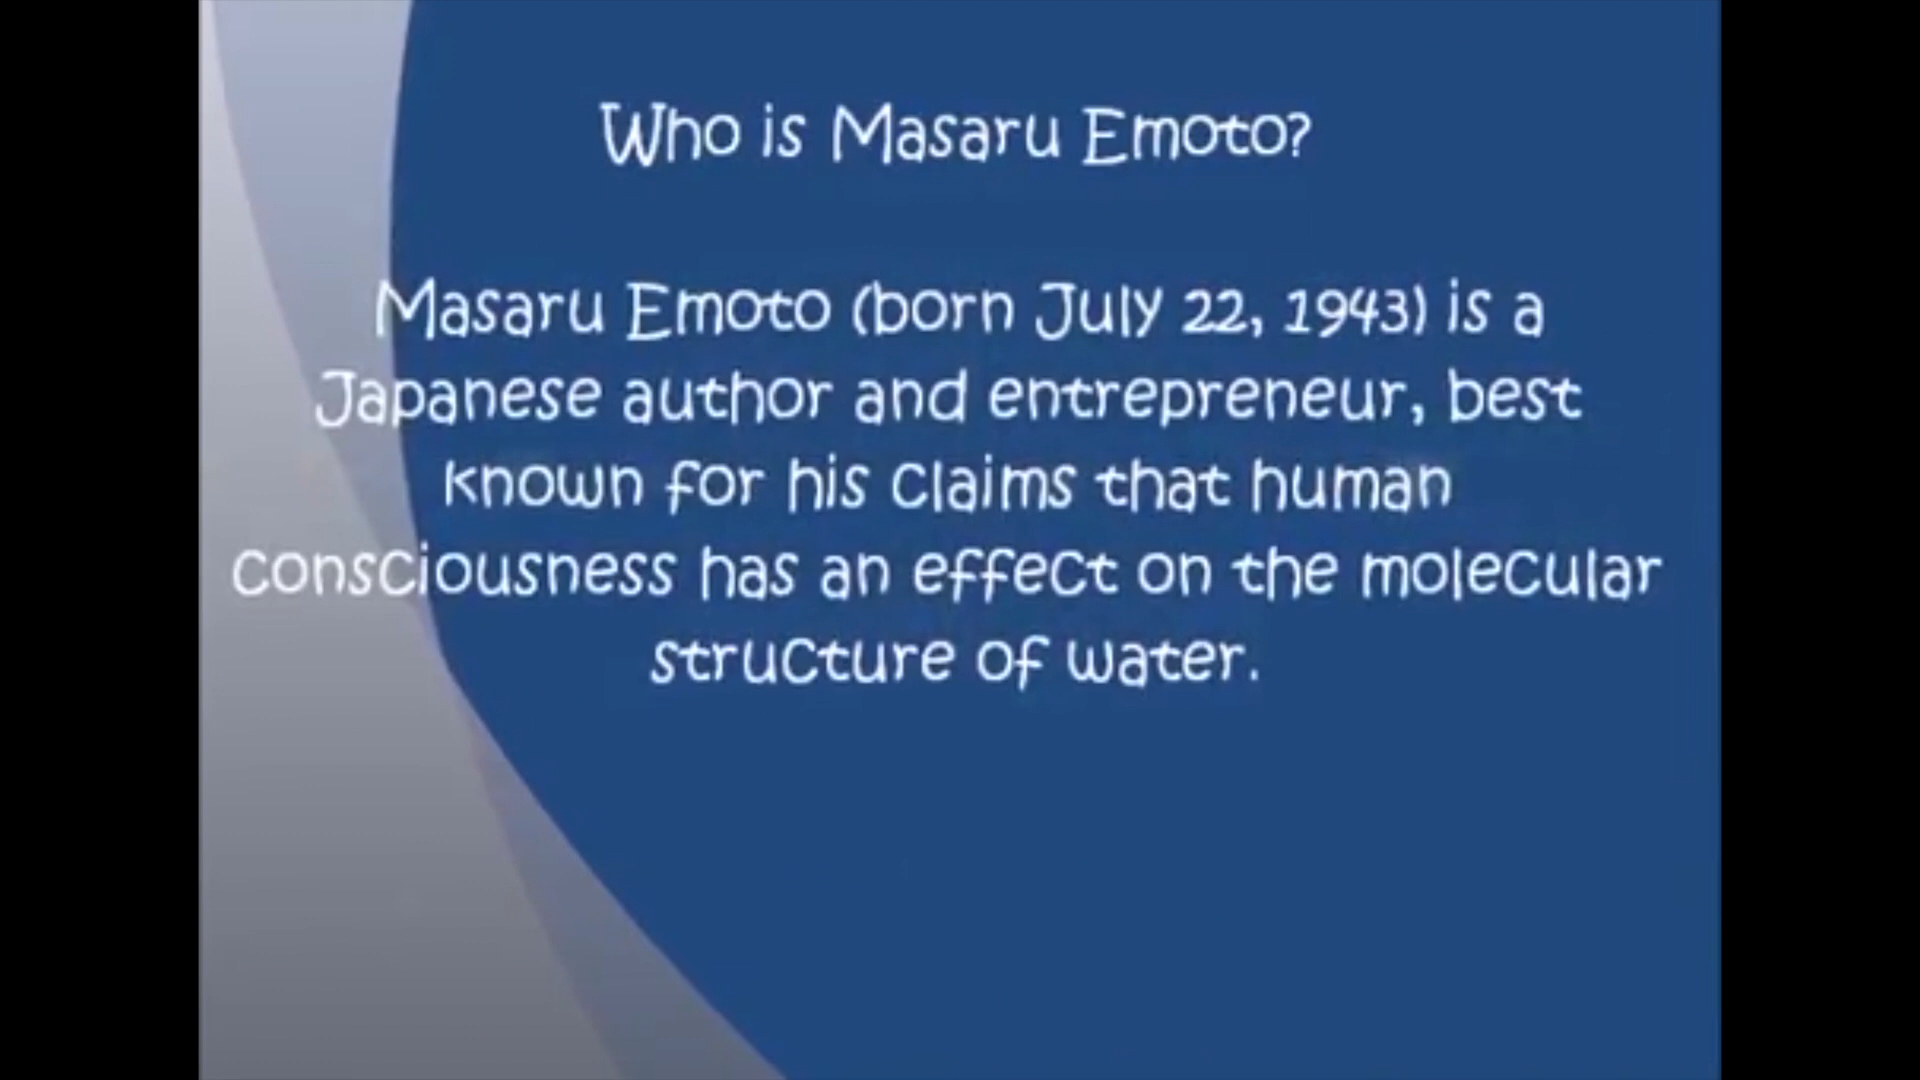 Who is Masaru Emoto?
Masaru Emoto (born July 22, 1943) is a
Japanese author and entrepreneur, best
known for his claims that human
consciousness has an effect on the molecular
structure of water.